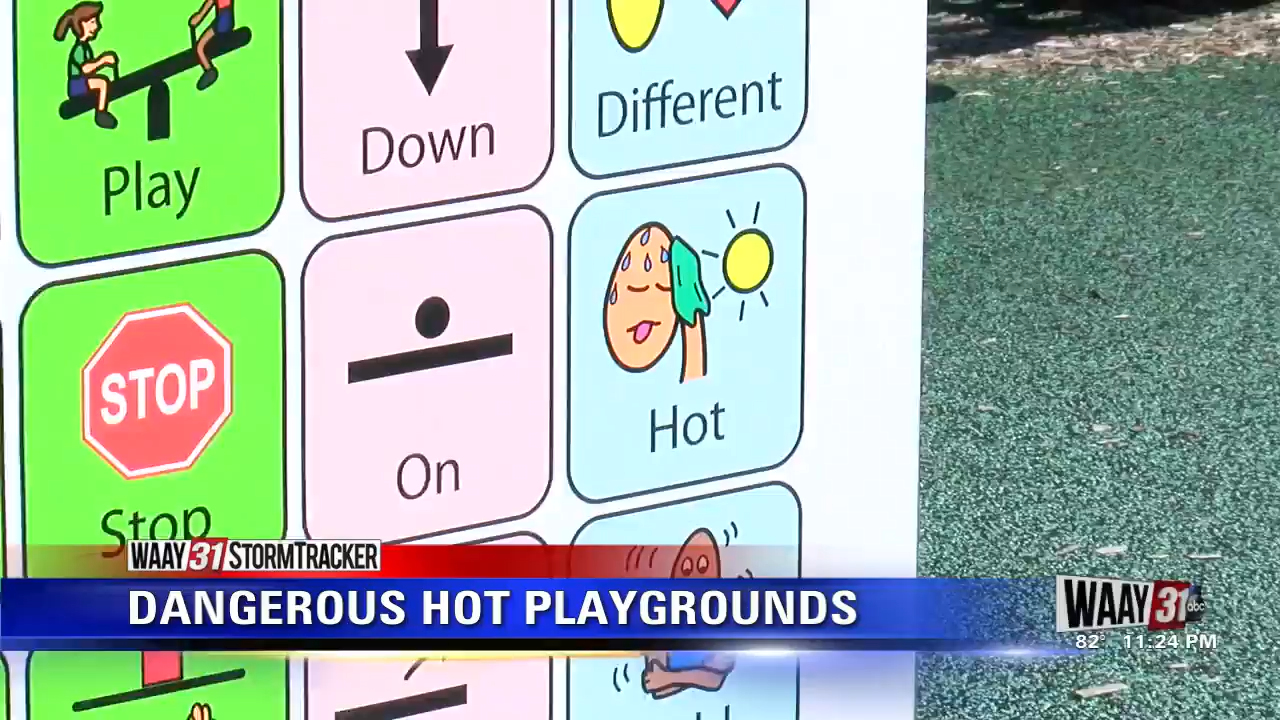 Play
Down
Different
STOP
Stop
On
Hot
WAAY 31 STORMTRACKER
DANGEROUS HOT PLAYGROUNDS
WAAY 31 abc
82° 11:24 PM